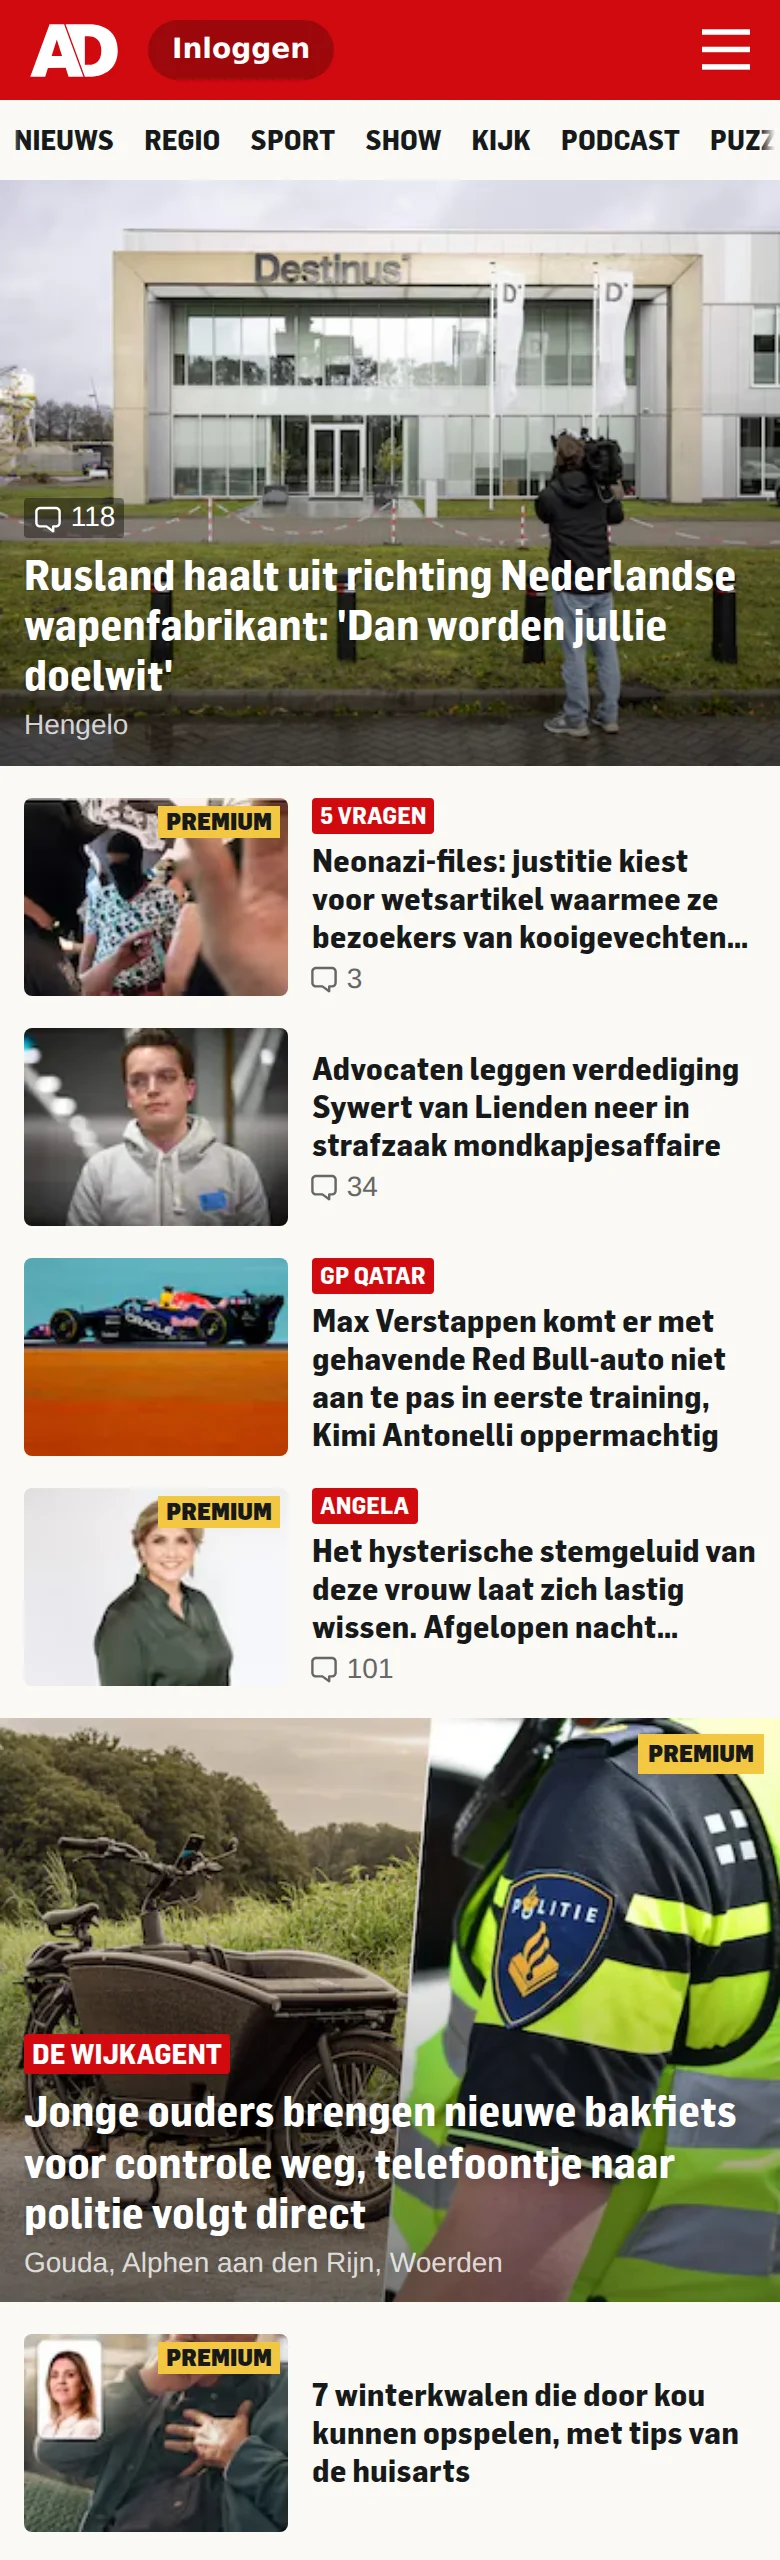 AD
Inloggen
NIEUWS REGIO SPORT SHOW KIJK PODCAST PUZZ
Destinus
D
D
118
Rusland haalt uit richting Nederlandse
wapenfabrikant: 'Dan worden jullie
doelwit'
Hengelo
PREMIUM
5 VRAGEN
Neonazi-files: justitie kiest
voor wetsartikel waarmee ze
bezoekers van kooigevechten...
3
Advocaten leggen verdediging
Sywert van Lienden neer in
strafzaak mondkapjesaffaire
34
ORACLE
GP QATAR
Max Verstappen komt er met
gehavende Red Bull-auto niet
aan te pas in eerste training,
Kimi Antonelli oppermachtig
PREMIUM
ANGELA
Het hysterische stemgeluid van
deze vrouw laat zich lastig
wissen. Afgelopen nacht...
101
PREMIUM
POLITIE
DE WIJKAGENT
Jonge ouders brengen nieuwe bakfiets
voor controle weg, telefoontje naar
politie volgt direct
Gouda, Alphen aan den Rijn, Woerden
PREMIUM
7 winterkwalen die door kou
kunnen opspelen, met tips van
de huisarts